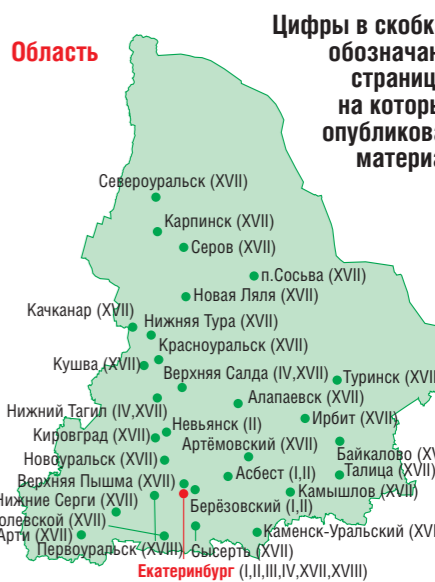 Цифры в скобк
обозначан
Область
страниц
на которы
опубликова
материа
Североуральск (XVII)
Карпинск (XVII)
Серов (XVII)
п.Сосьва (XVII)
Новая Ляля (XVII)
Качканар (XVII)
Нижняя Тура (XVII)
Красноуральск (XVII)
Кушва (XVII)
Верхняя Салда (IV,XVII)
Туринск (XVII
Алапаевск (XVII)
Нижний Тагил (IV,XVII)
Ирбит (XVII)
Невьянск (II)
Кировград (XVII)
Артёмовский (XVII)
Байкалово (XV
Новоуральск (XVII)
Асбест (I,II)
Талица (XVII)
Верхняя Пышма (XVII)
Камышлов (XVII)
Нижние Серги (XVII)
Берёзовский (I,II)
олевской (XVII)
Арти (XVII)
Каменск-Уральский (XVI
Первоуральск (XVIII)
Сысерть (XVII)
Екатеринбург (I,II,III,IV,XVII,XVIII)